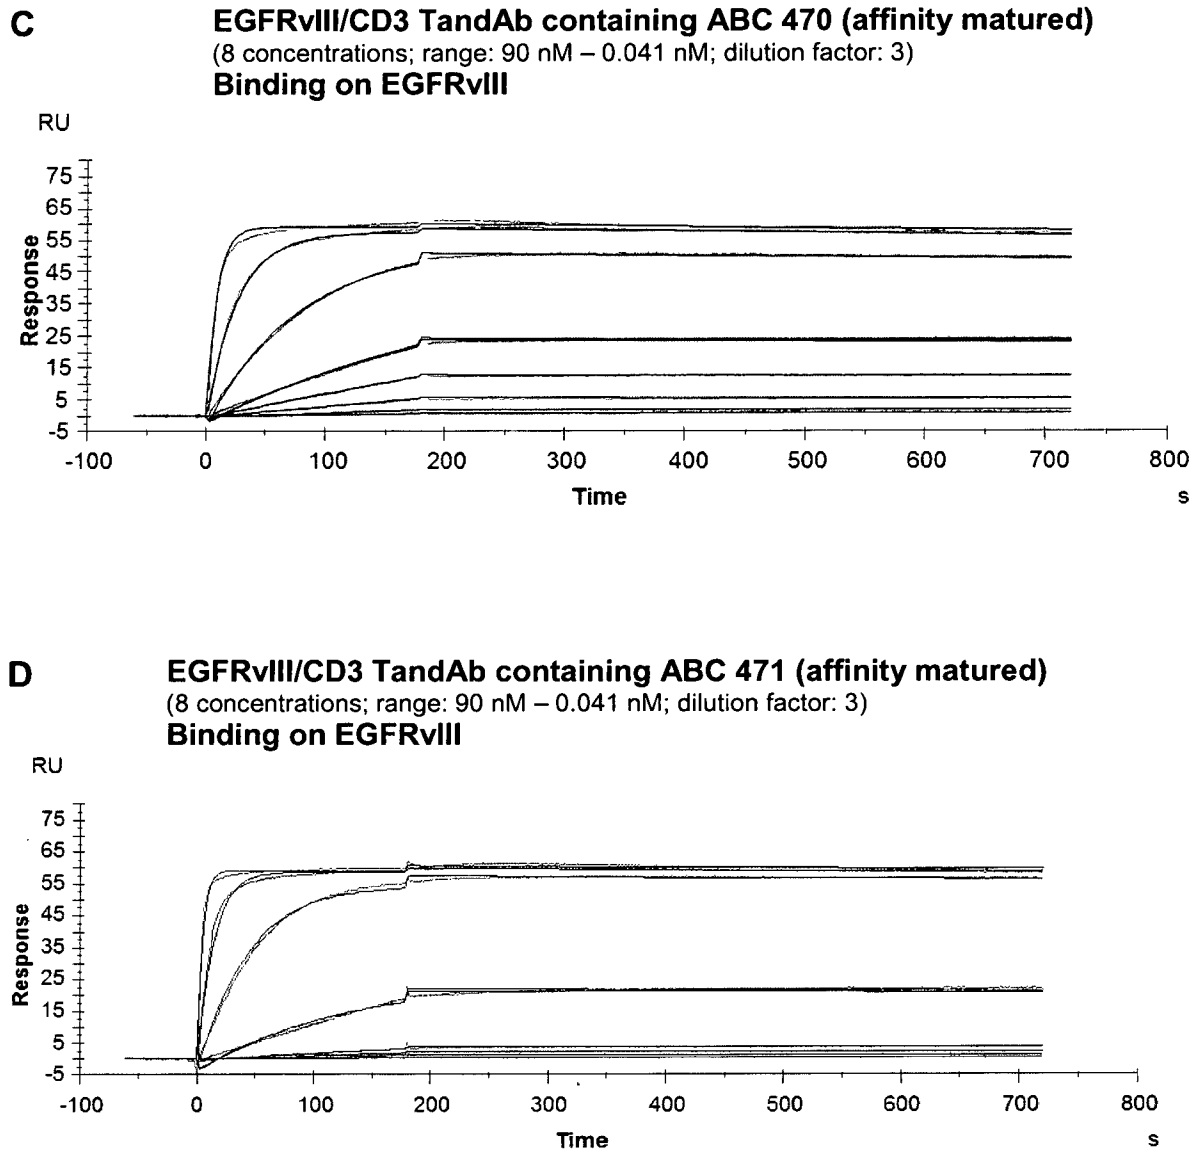 C
EGFRvIII/CD3 TandAb containing ABC 470 (affinity matured)
(8 concentrations; range: 90 nM – 0.041 nM; dilution factor: 3)
Binding on EGFRvIII
RU
75
65
55
45
35
25
15
5
-5
Response
-100 0 100 200 300 400 500 600 700 800
Time
s
D
EGFRvIII/CD3 TandAb containing ABC 471 (affinity matured)
(8 concentrations; range: 90 nM – 0.041 nM; dilution factor: 3)
Binding on EGFRvIII
RU
75
65
55
45
35
25
15
5
-5
Response
-100 0 100 200 300 400 500 600 700 800
Time
s